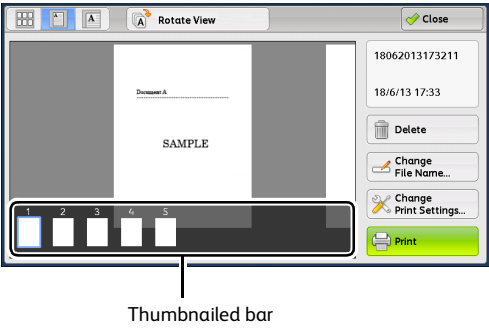 A
A
A
Rotate View
Close
18062013173211
18/6/13 17:33
Document A
SAMPLE
Delete
Change
File Name...
Change
Print Settings...
Print
1 2 3 4 5
Thumbnailed bar